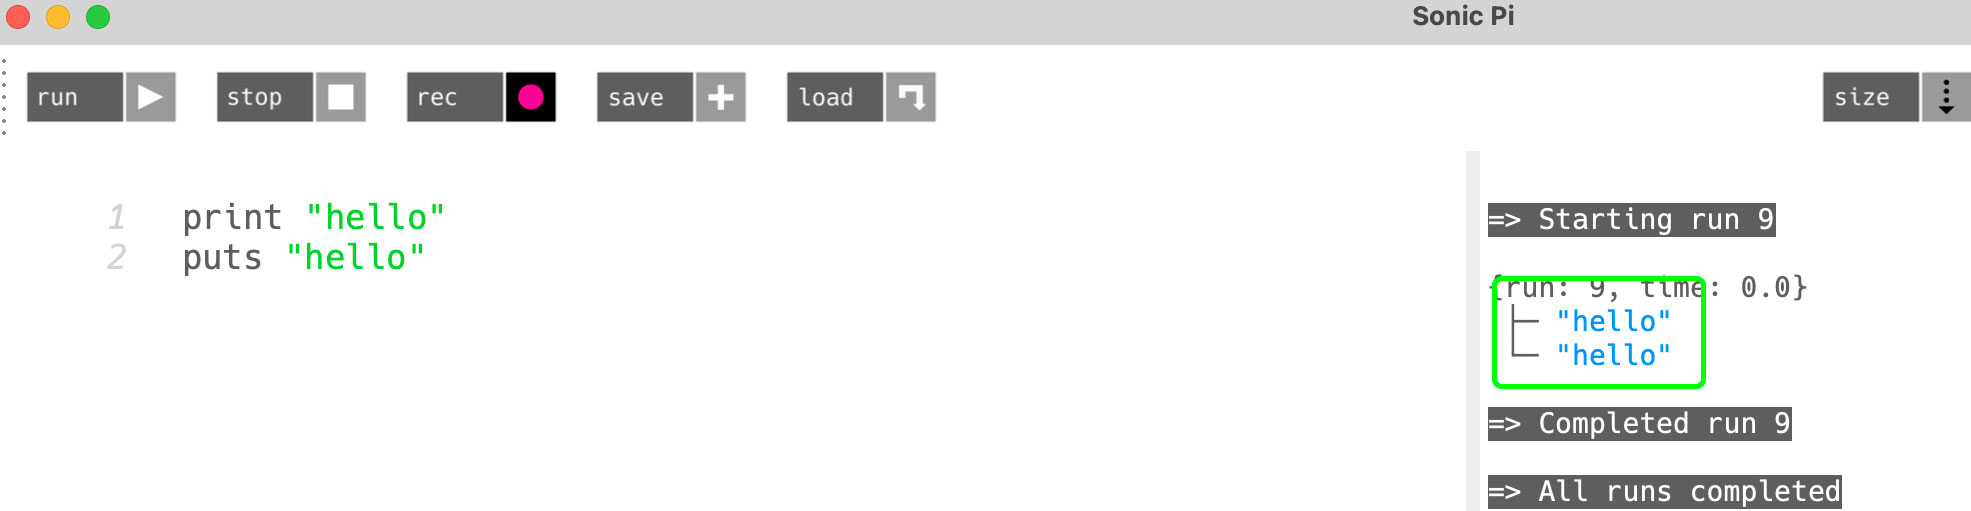 Sonic Pi
run stop rec save load size
1 print "hello"
2 puts "hello"
=> Starting run 9
{run: 9, time: 0.0}
├─ "hello"
└─ "hello"
=> Completed run 9
=> All runs completed